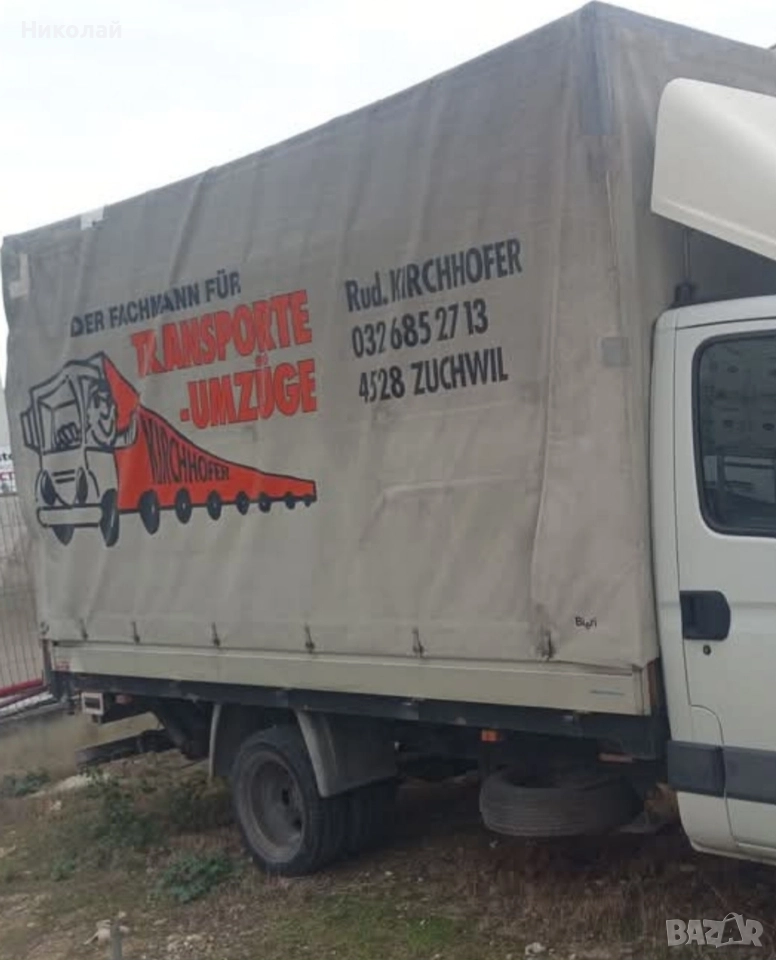 Николай
DER FACHMANN FÜR
TRANSPORTE
-UMZÜGE
KIRCHHOFER
Rud. KIRCHHOFER
032 685 27 13
4528 ZUCHWIL
BAZAR